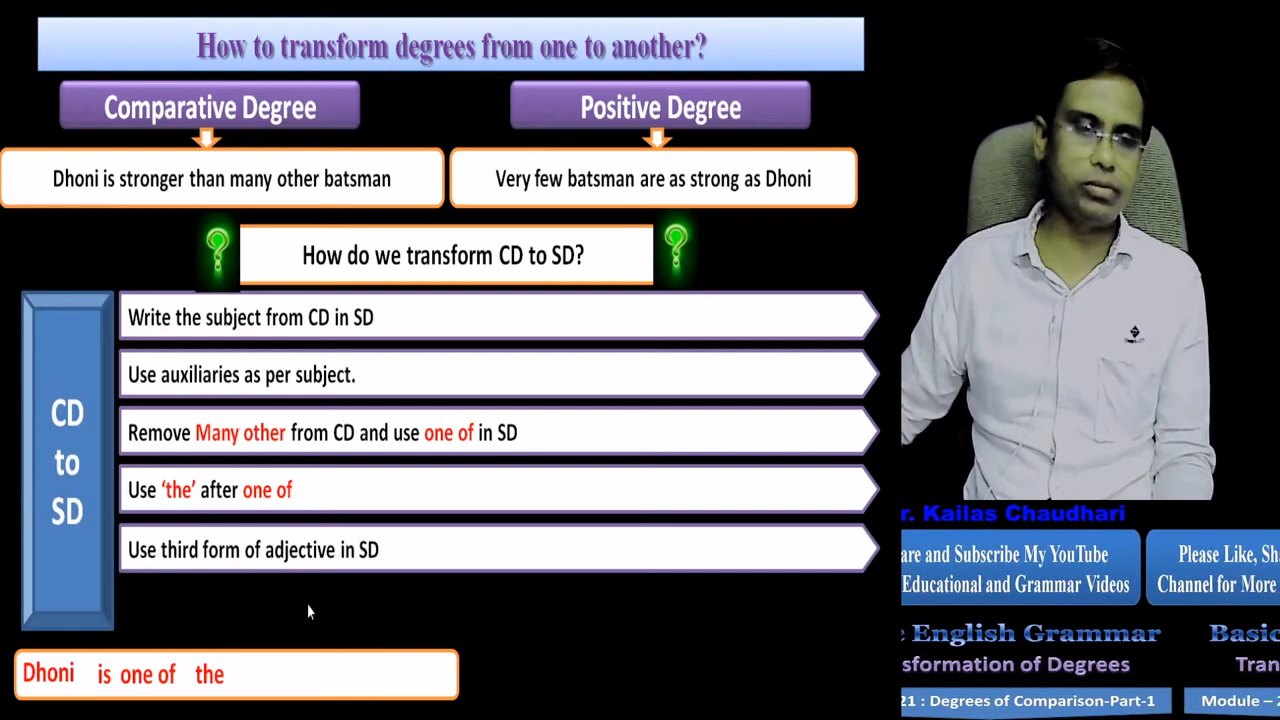 How to transform degrees from one to another?
Comparative Degree
Positive Degree
Dhoni is stronger than many other batsman
Very few batsman are as strong as Dhoni
? How do we transform CD to SD? ?
CD
to
SD
Write the subject from CD in SD
Use auxiliaries as per subject.
Remove Many other from CD and use one of in SD
Use ‘the’ after one of
Use third form of adjective in SD
Dhoni is one of the
r. Kailas Chaudhari
are and Subscribe My YouTube
Educational and Grammar Videos
Please Like, Sh
Channel for More
English Grammar
Basic
sformation of Degrees
Tran
21 : Degrees of Comparison-Part-1
Module – 2